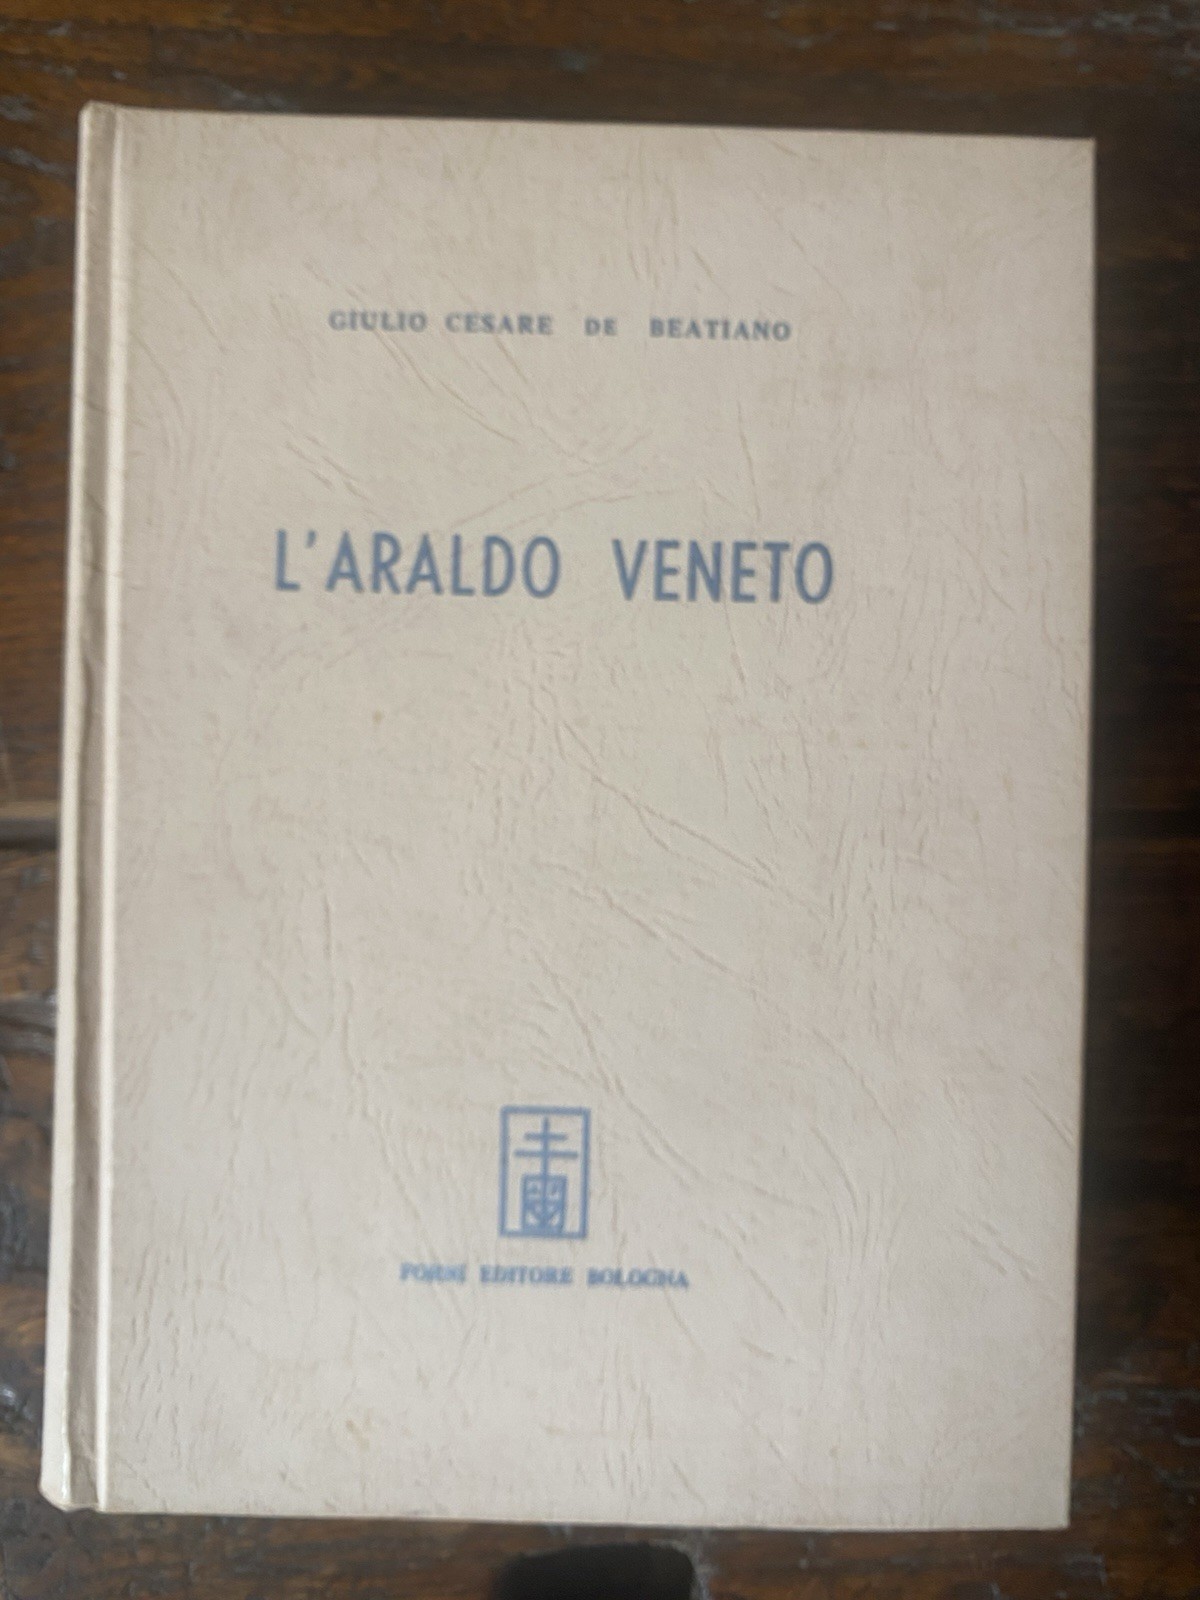 GIULIO CESARE DE BEATIANO
L'ARALDO VENETO
FORNI EDITORE BOLOGNA